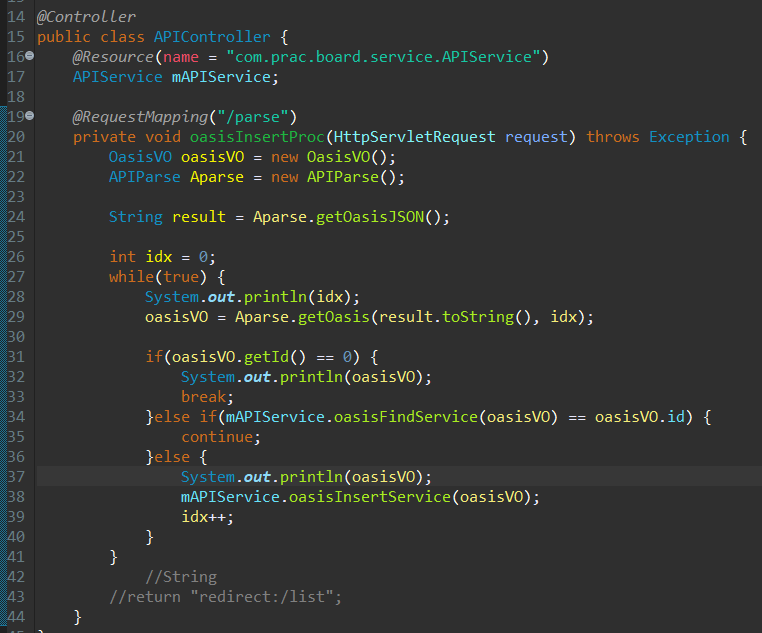 14 @Controller
15 public class APIController {
16 @Resource(name = "com.prac.board.service.APIService")
17 APIService mAPIService;
18
19 @RequestMapping("/parse")
20 private void oasisInsertProc(HttpServletRequest request) throws Exception {
21 OasisVO oasisVO = new OasisVO();
22 APIParse Aparse = new APIParse();
23
24 String result = Aparse.getOasisJSON();
25
26 int idx = 0;
27 while(true) {
28 System.out.println(idx);
29 oasisVO = Aparse.getOasis(result.toString(), idx);
30
31 if(oasisVO.getId() == 0) {
32 System.out.println(oasisVO);
33 break;
34 }else if(mAPIService.oasisFindService(oasisVO) == oasisVO.id) {
35 continue;
36 }else {
37 System.out.println(oasisVO);
38 mAPIService.oasisInsertService(oasisVO);
39 idx++;
40 }
41 }
42 //String
43 //return "redirect:/list";
44 }